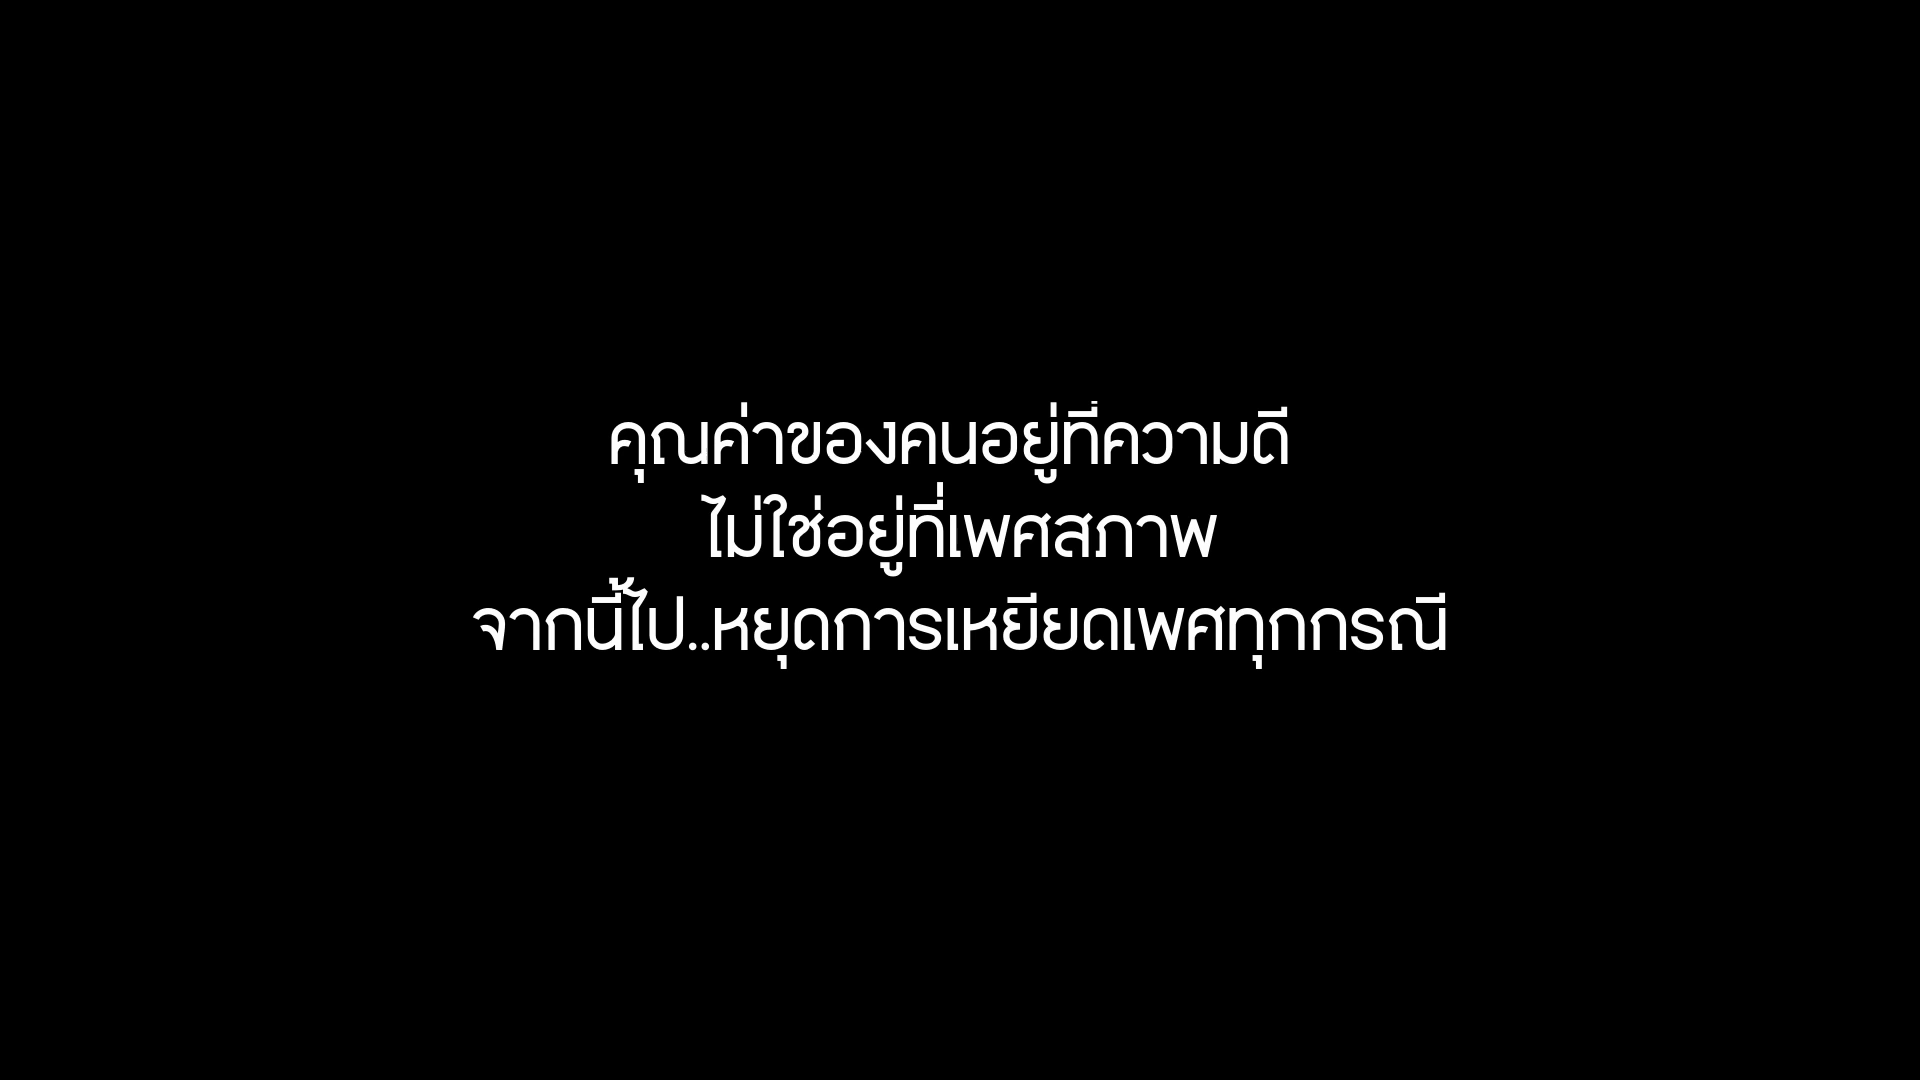 คุณค่าของคนอยู่ที่ความดี
ไม่ใช่อยู่ที่เพศสภาพ
จากนี้ไป..หยุดการเหยียดเพศทุกกรณี